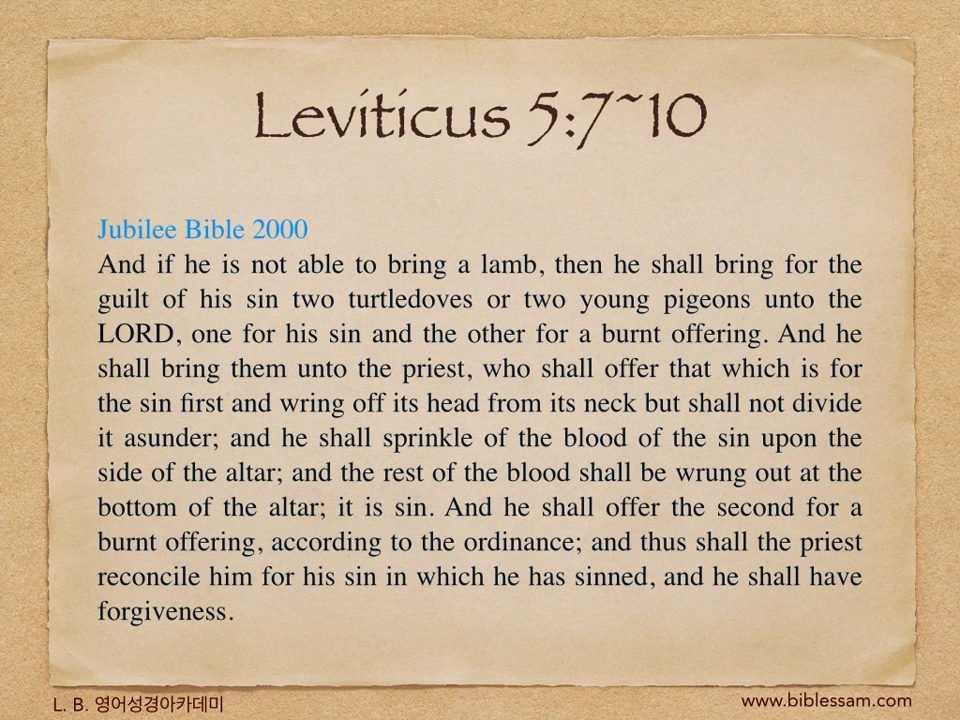 Leviticus 5:7~10
Jubilee Bible 2000
And if he is not able to bring a lamb, then he shall bring for the
guilt of his sin two turtledoves or two young pigeons unto the
LORD, one for his sin and the other for a burnt offering. And he
shall bring them unto the priest, who shall offer that which is for
the sin first and wring off its head from its neck but shall not divide
it asunder; and he shall sprinkle of the blood of the sin upon the
side of the altar; and the rest of the blood shall be wrung out at the
bottom of the altar; it is sin. And he shall offer the second for a
burnt offering, according to the ordinance; and thus shall the priest
reconcile him for his sin in which he has sinned, and he shall have
forgiveness.
L. B. 영어성경아카데미
www.biblessam.com